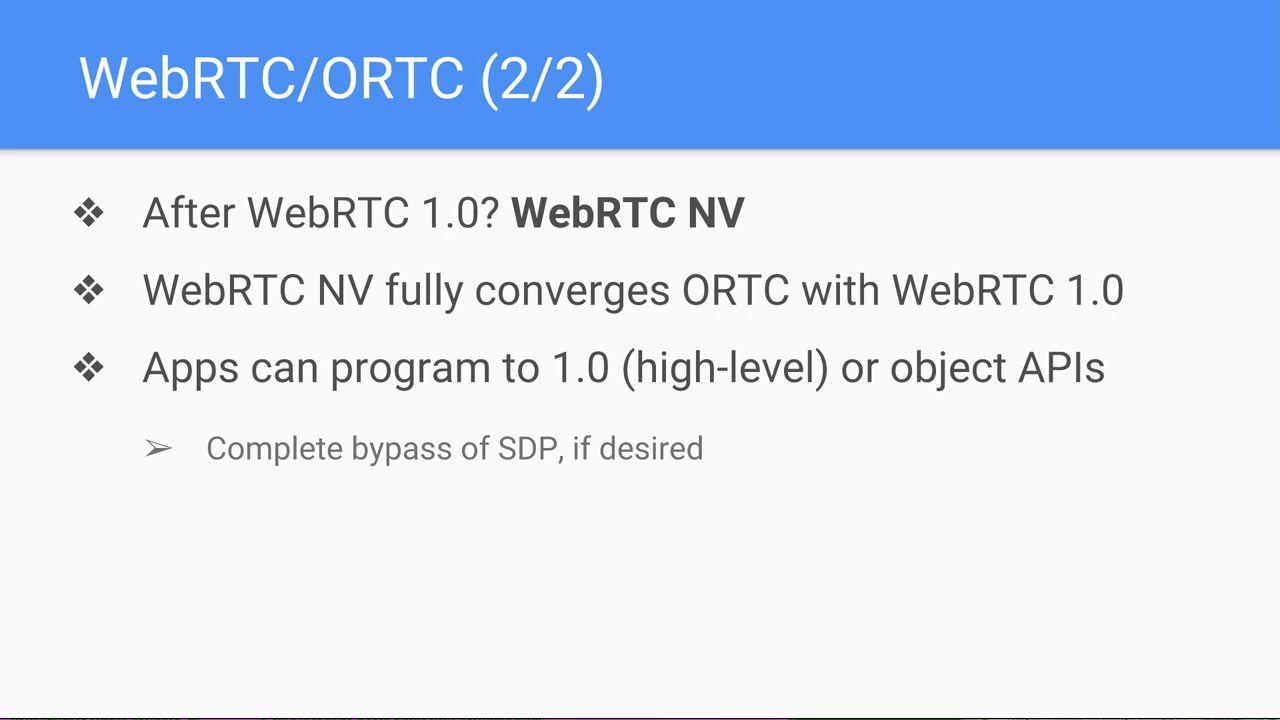 WebRTC/ORTC (2/2)
❖ After WebRTC 1.0? WebRTC NV
❖ WebRTC NV fully converges ORTC with WebRTC 1.0
❖ Apps can program to 1.0 (high-level) or object APIs
➢ Complete bypass of SDP, if desired